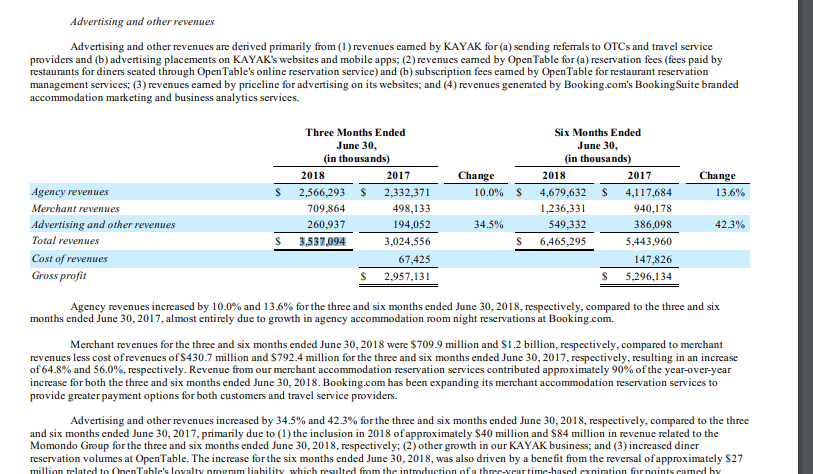 Advertising and other revenues
Advertising and other revenues are derived primarily from (1) revenues earned by KAYAK for (a) sending referrals to OTCs and travel service
providers and (b) advertising placements on KAYAK's websites and mobile apps; (2) revenues earned by OpenTable for (a) reservation fees (fees paid by
restaurants for diners seated through OpenTable's online reservation service) and (b) subscription fees earned by OpenTable for restaurant reservation
management services; (3) revenues earned by priceline for advertising on its websites; and (4) revenues generated by Booking.com's BookingSuite branded
accommodation marketing and business analytics services.
Three Months Ended Six Months Ended
June 30, June 30,
(in thousands) (in thousands)
2018 2017 Change 2018 2017 Change
Agency revenues $ 2,566,293 $ 2,332,371 10.0% $ 4,679,632 $ 4,117,684 13.6%
Merchant revenues 709,864 498,133 1,236,331 940,178
Advertising and other revenues 260,937 194,052 34.5% 549,332 386,098 42.3%
Total revenues $ 3,537,094 3,024,556 $ 6,465,295 5,443,960
Cost of revenues 67,425 147,826
Gross profit $ 2,957,131 $ 5,296,134
Agency revenues increased by 10.0% and 13.6% for the three and six months ended June 30, 2018, respectively, compared to the three and six
months ended June 30, 2017, almost entirely due to growth in agency accommodation room night reservations at Booking.com.
Merchant revenues for the three and six months ended June 30, 2018 were $709.9 million and $1.2 billion, respectively, compared to merchant
revenues less cost of revenues of $430.7 million and $792.4 million for the three and six months ended June 30, 2017, respectively, resulting in an increase
of 64.8% and 56.0%, respectively. Revenue from our merchant accommodation reservation services contributed approximately 90% of the year-over-year
increase for both the three and six months ended June 30, 2018. Booking.com has been expanding its merchant accommodation reservation services to
provide greater payment options for both customers and travel service providers.
Advertising and other revenues increased by 34.5% and 42.3% for the three and six months ended June 30, 2018, respectively, compared to the three
and six months ended June 30, 2017, primarily due to (1) the inclusion in 2018 of approximately $40 million and $84 million in revenue related to the
Momondo Group for the three and six months ended June 30, 2018, respectively; (2) other growth in our KAYAK business; and (3) increased diner
reservation volumes at OpenTable. The increase for the six months ended June 30, 2018, was also driven by a benefit from the reversal of approximately $27
million related to OpenTable's loyalty program liability, which resulted from the introduction of a three-year time-based expiration for points earned by